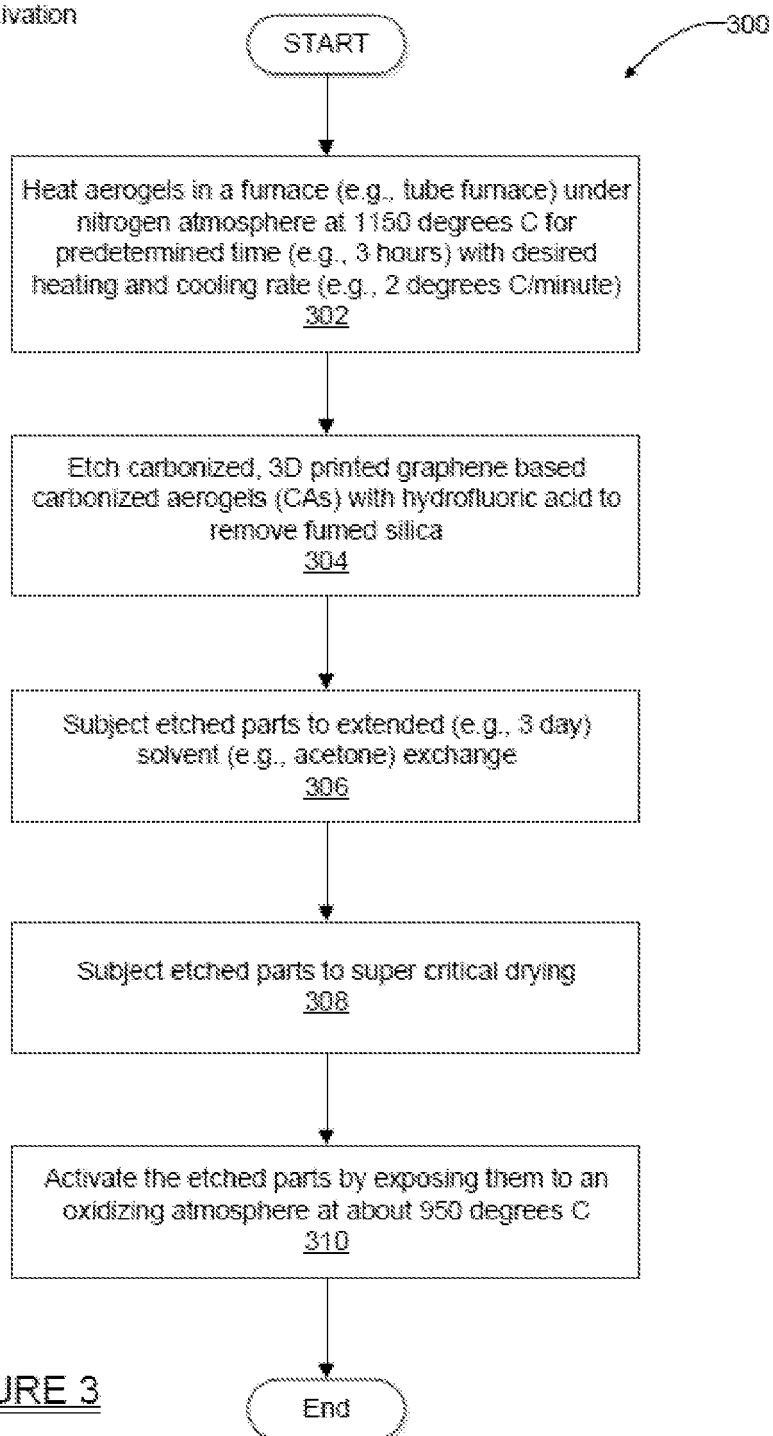 ivation
START
300
Heat aerogels in a furnace (e.g., tube furnace) under
nitrogen atmosphere at 1150 degrees C for
predetermined time (e.g., 3 hours) with desired
heating and cooling rate (e.g., 2 degrees C/minute)
302
Etch carbonized, 3D printed graphene based
carbonized aerogels (CAs) with hydrofluoric acid to
remove fumed silica
304
Subject etched parts to extended (e.g., 3 day)
solvent (e.g., acetone) exchange
306
Subject etched parts to super critical drying
308
Activate the etched parts by exposing them to an
oxidizing atmosphere at about 950 degrees C
310
URE 3
End